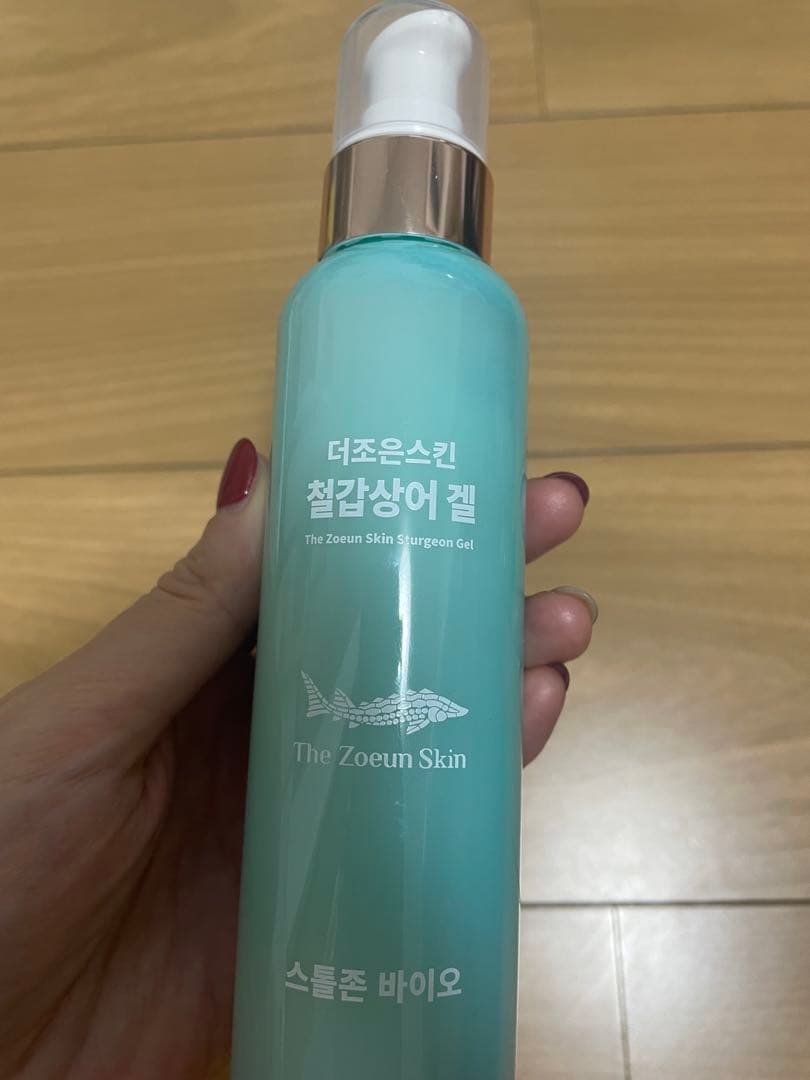 더조은스킨
철갑상어 겔
The Zoeun Skin Sturgeon Gel
The Zoeun Skin
스톨존 바이오